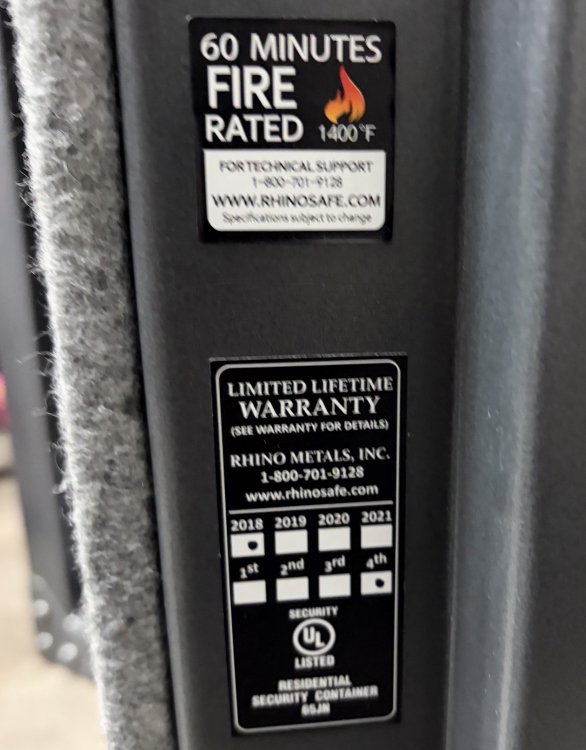 60 MINUTES
FIRE
RATED 1400°F
FOR TECHNICAL SUPPORT
1-800-701-9128
WWW.RHINOSAFE.COM
Specifications subject to change
LIMITED LIFETIME
WARRANTY
(SEE WARRANTY FOR DETAILS)
RHINO METALS, INC.
1-800-701-9128
www.rhinosafe.com
2018 2019 2020 2021
1st 2nd 3rd 4th
SECURITY
UL
LISTED
RESIDENTIAL
SECURITY CONTAINER
65JN